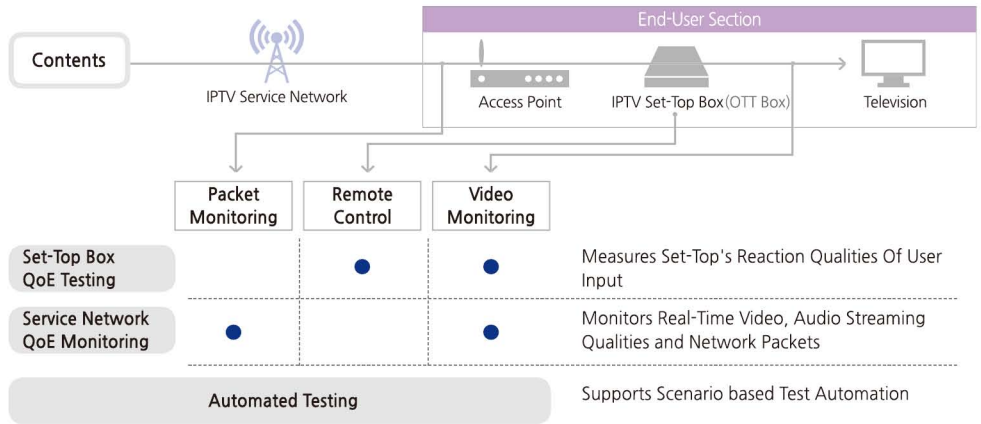 End-User Section
Contents
IPTV Service Network
Access Point
IPTV Set-Top Box (OTT Box)
Television
Packet
Monitoring
Remote
Control
Video
Monitoring
Set-Top Box
QoE Testing
Measures Set-Top's Reaction Qualities Of User
Input
Service Network
QoE Monitoring
Monitors Real-Time Video, Audio Streaming
Qualities and Network Packets
Automated Testing
Supports Scenario based Test Automation